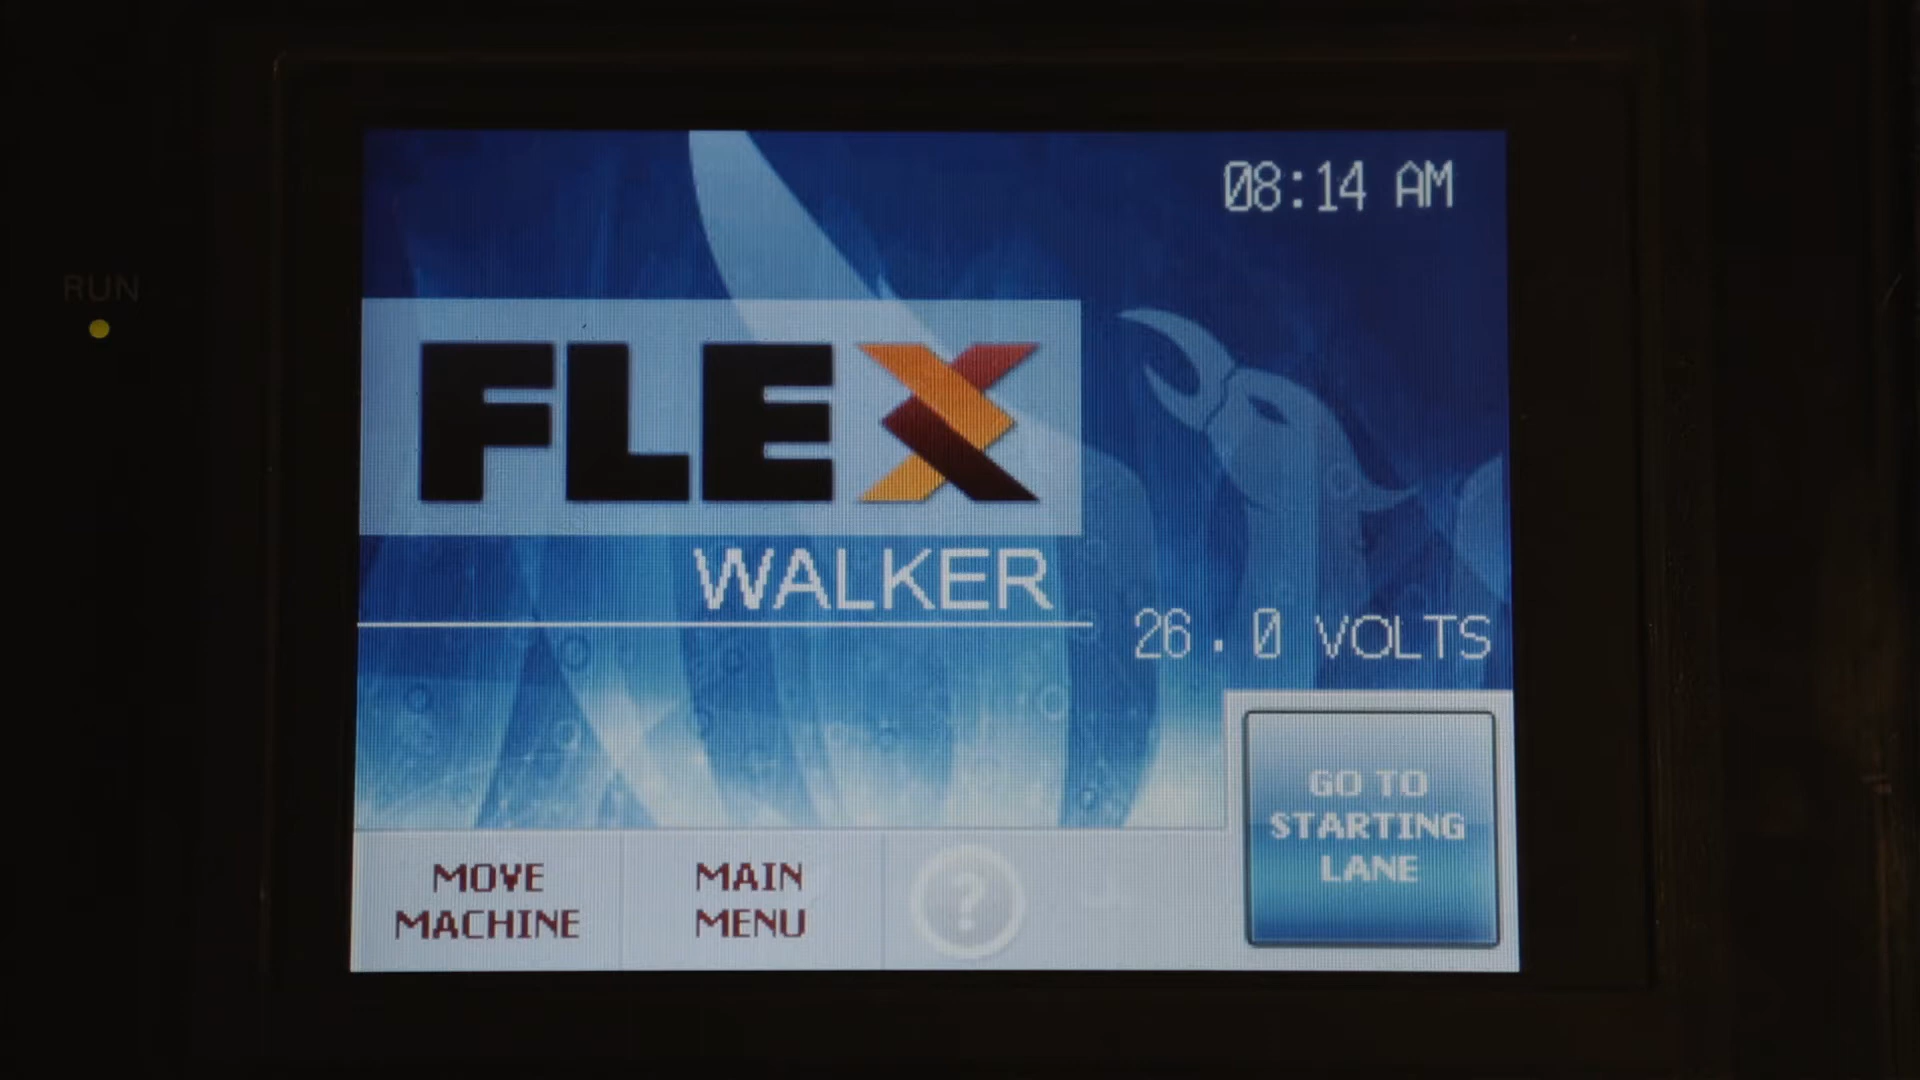 RUN
08:14 AM
FLEX
WALKER
26.0 VOLTS
GO TO
STARTING
LANE
MOVE
MACHINE
MAIN
MENU
?